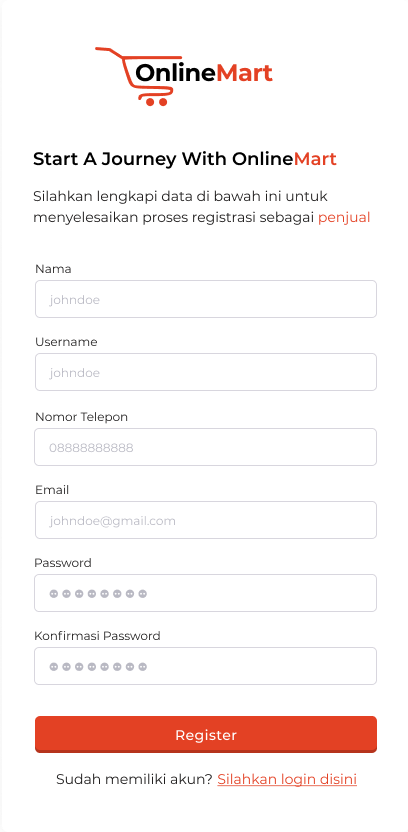 OnlineMart
Start A Journey With OnlineMart
Silahkan lengkapi data di bawah ini untuk
menyelesaikan proses registrasi sebagai penjual
Nama
johndoe
Username
johndoe
Nomor Telepon
08888888888
Email
johndoe@gmail.com
Password
Konfirmasi Password
Register
Sudah memiliki akun? Silahkan login disini